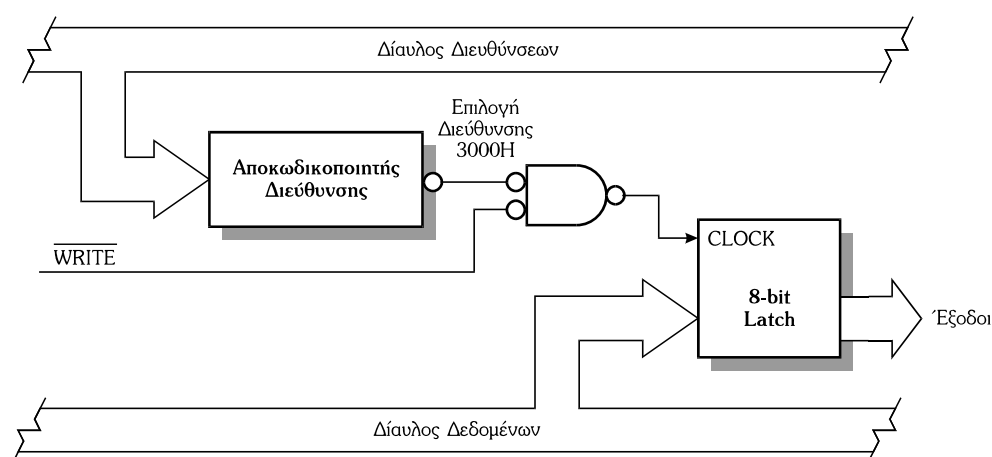 Δίαυλος Διευθύνσεων
Επιλογή
Διεύθυνσης
3000H
Αποκωδικοποιητής
Διεύθυνσης
WRITE
CLOCK
8-bit
Latch
Έξοδοι
Δίαυλος Δεδομένων